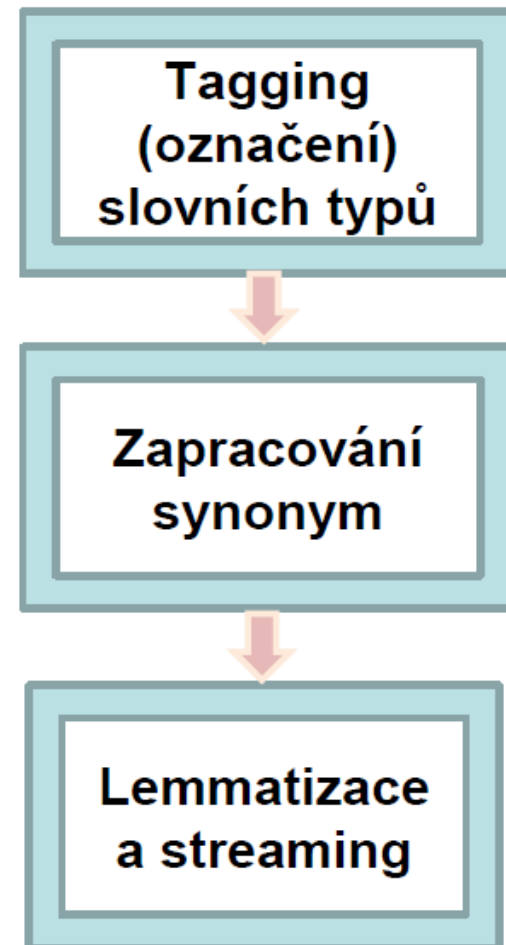 Tagging
(označení)
slovních typů
Zapracování
synonym
Lemmatizace
a streaming